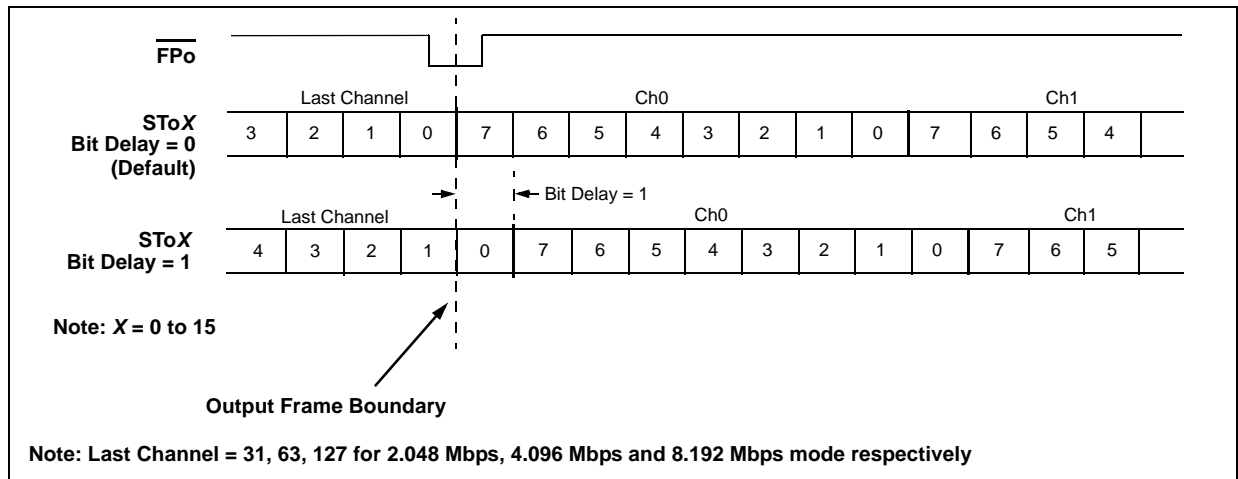 FPo
Last Channel Ch0 Ch1
SToX
Bit Delay = 0
(Default)
3 2 1 0 7 6 5 4 3 2 1 0 7 6 5 4
Bit Delay = 1
Last Channel Ch0 Ch1
SToX
Bit Delay = 1
4 3 2 1 0 7 6 5 4 3 2 1 0 7 6 5
Note: X = 0 to 15
Output Frame Boundary
Note: Last Channel = 31, 63, 127 for 2.048 Mbps, 4.096 Mbps and 8.192 Mbps mode respectively